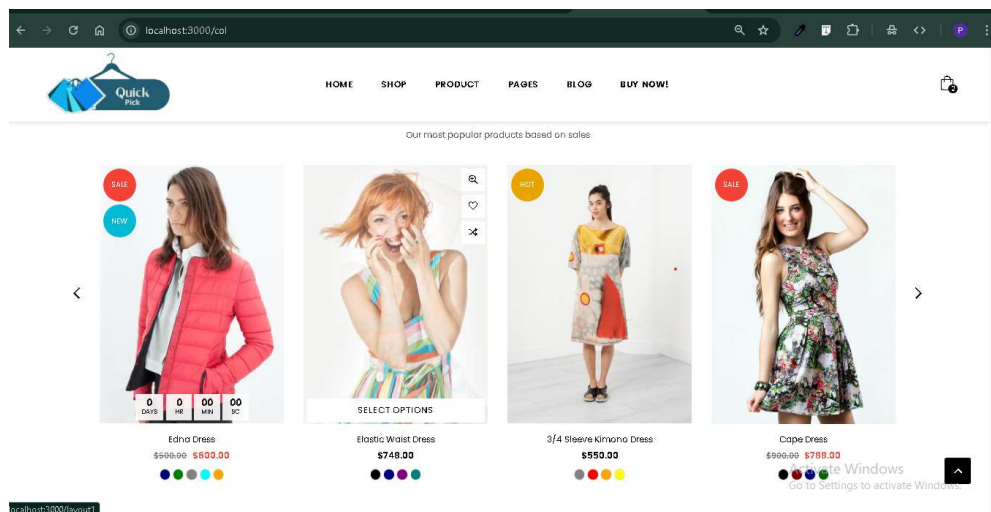 localhost:3000/col
P
Quick
Pick
HOME SHOP PRODUCT PAGES BLOG BUY NOW!
2
Our most popular products based on sales
SALE
NEW
HOT
SALE
0 0 00 00
DAYS HR MIN SC
SELECT OPTIONS
Edna Dress
$500.00 $600.00
Elastic Waist Dress
$748.00
3/4 Sleeve Kimono Dress
$550.00
Cape Dress
$900.00 $788.00
Activate Windows
Go to Settings to activate Windows.
localhost:3000/layout1